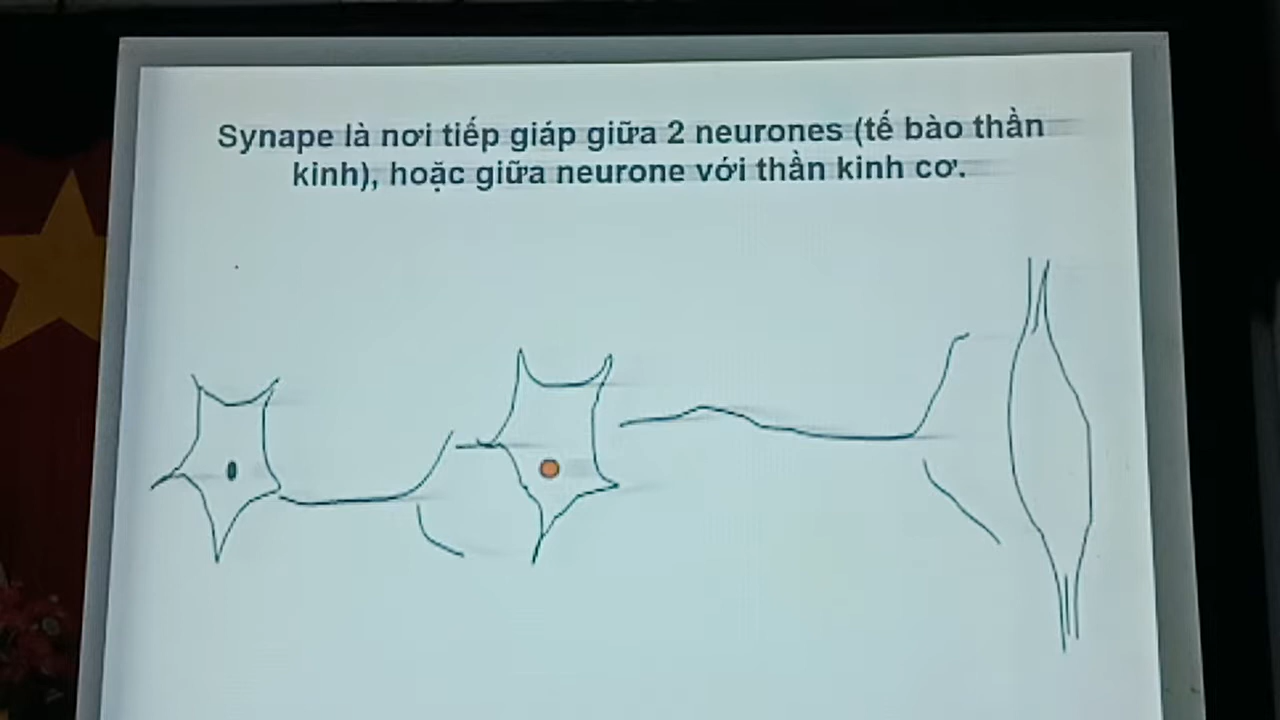 Synape là nơi tiếp giáp giữa 2 neurones (tế bào thần
kinh), hoặc giữa neurone với thần kinh cơ.